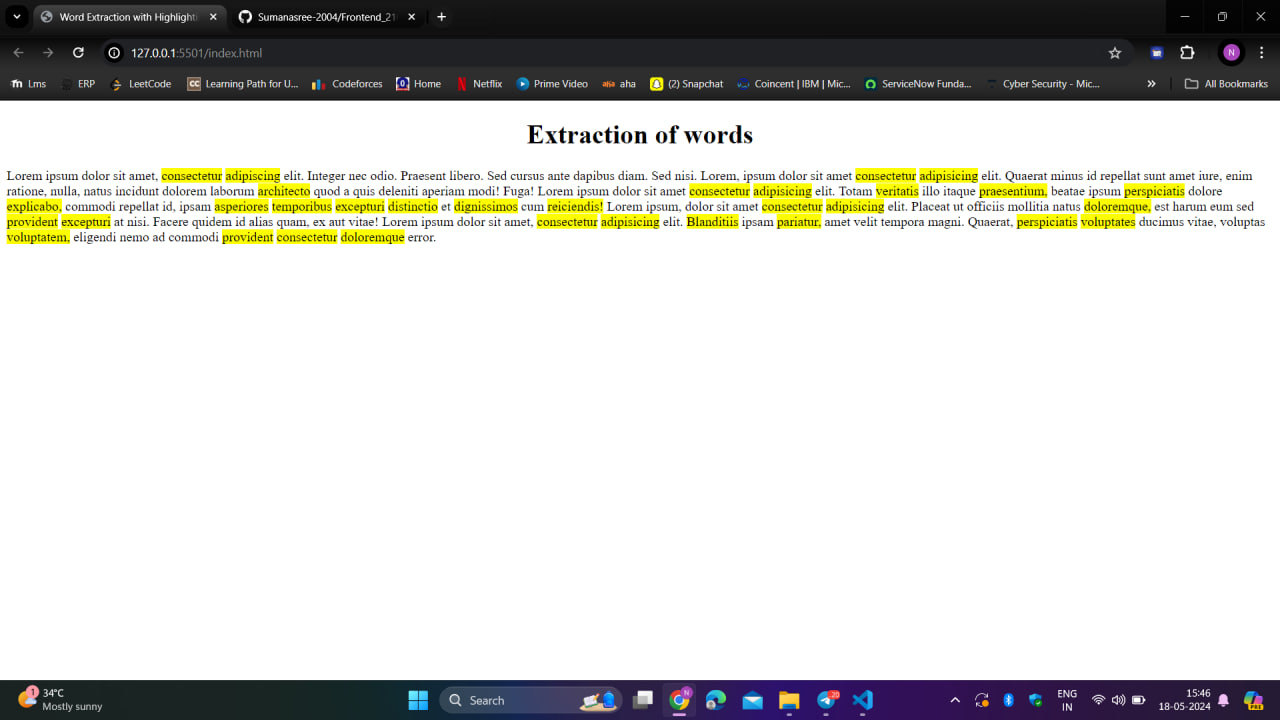 Word Extraction with Highlighti
Sumanasree-2004/Frontend_21
127.0.0.1:5501/index.html
N
Lms
ERP
LeetCode
CC
Learning Path for U...
Codeforces
Home
Netflix
Prime Video
aha
aha
(2) Snapchat
Coincent | IBM | Mic...
ServiceNow Funda...
Cyber Security - Mic...
»
All Bookmarks
Extraction of words
Lorem ipsum dolor sit amet, consectetur adipiscing elit. Integer nec odio. Praesent libero. Sed cursus ante dapibus diam. Sed nisi. Lorem, ipsum dolor sit amet consectetur adipisicing elit. Quaerat minus id repellat sunt amet iure, enim
ratione, nulla, natus incidunt dolorem laborum architecto quod a quis deleniti aperiam modi! Fuga! Lorem ipsum dolor sit amet consectetur adipisicing elit. Totam veritatis illo itaque praesentium, beatae ipsum perspiciatis dolore
explicabo, commodi repellat id, ipsam asperiores temporibus excepturi distinctio et dignissimos cum reiciendis! Lorem ipsum, dolor sit amet consectetur adipisicing elit. Placeat ut officiis mollitia natus doloremque, est harum eum sed
provident excepturi at nisi. Facere quidem id alias quam, ex aut vitae! Lorem ipsum dolor sit amet, consectetur adipisicing elit. Blanditiis ipsam pariatur, amet velit tempora magni. Quaerat, perspiciatis voluptates ducimus vitae, voluptas
voluptatem, eligendi nemo ad commodi provident consectetur doloremque error.
1
34°C
Mostly sunny
Search
N
20
ENG
IN
15:46
18-05-2024
PRE